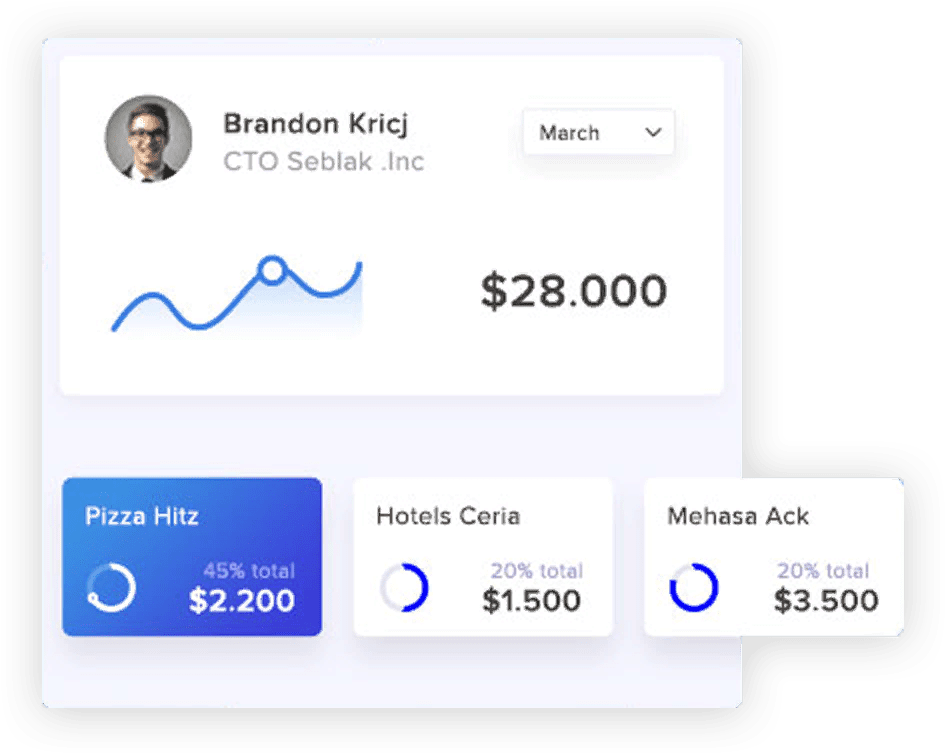 Brandon Kricj
CTO Seblak .Inc
March
$28.000
Pizza Hitz
45% total
$2.200
Hotels Ceria
20% total
$1.500
Mehasa Ack
20% total
$3.500